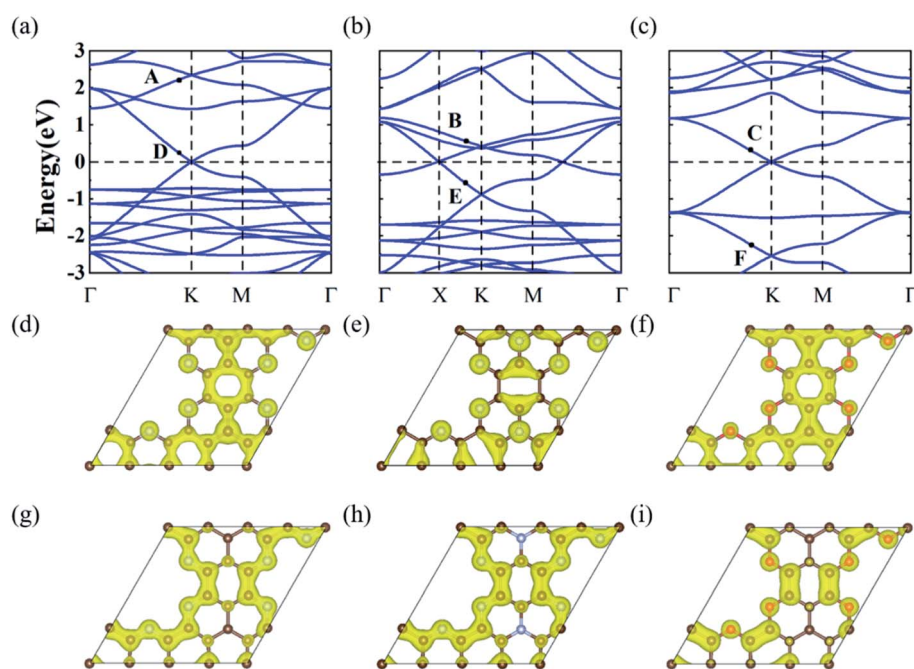 (a) (b) (c)
Energy(eV)
3
2
1
0
-1
-2
-3
A
D
B
E
C
F
Γ K M Γ Γ X K M Γ Γ K M Γ
(d) (e) (f)
(g) (h) (i)